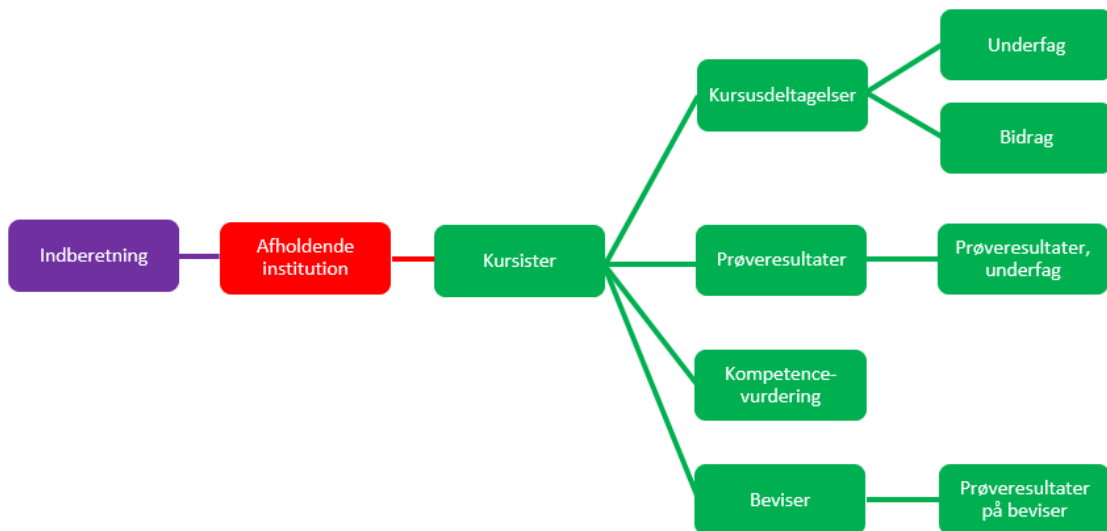 Underfag
Kursusdeltagelser
Bidrag
Indberetning
Afholdende
institution
Kursister
Prøveresultater
Prøveresultater,
underfag
Kompetence-
vurdering
Beviser
Prøveresultater
på beviser